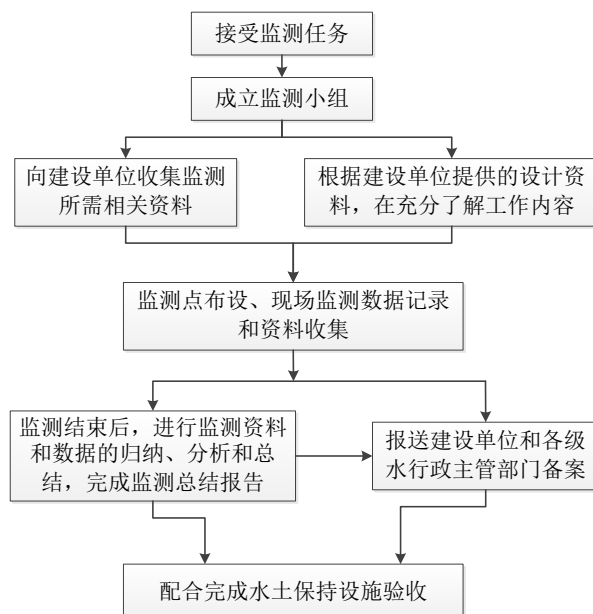 接受监测任务
成立监测小组
向建设单位收集监测
所需相关资料
根据建设单位提供的设计资
料，在充分了解工作内容
监测点布设、现场监测数据记录
和资料收集
监测结束后，进行监测资料
和数据的归纳、分析和总
结，完成监测总结报告
报送建设单位和各级
水行政主管部门备案
配合完成水土保持设施验收